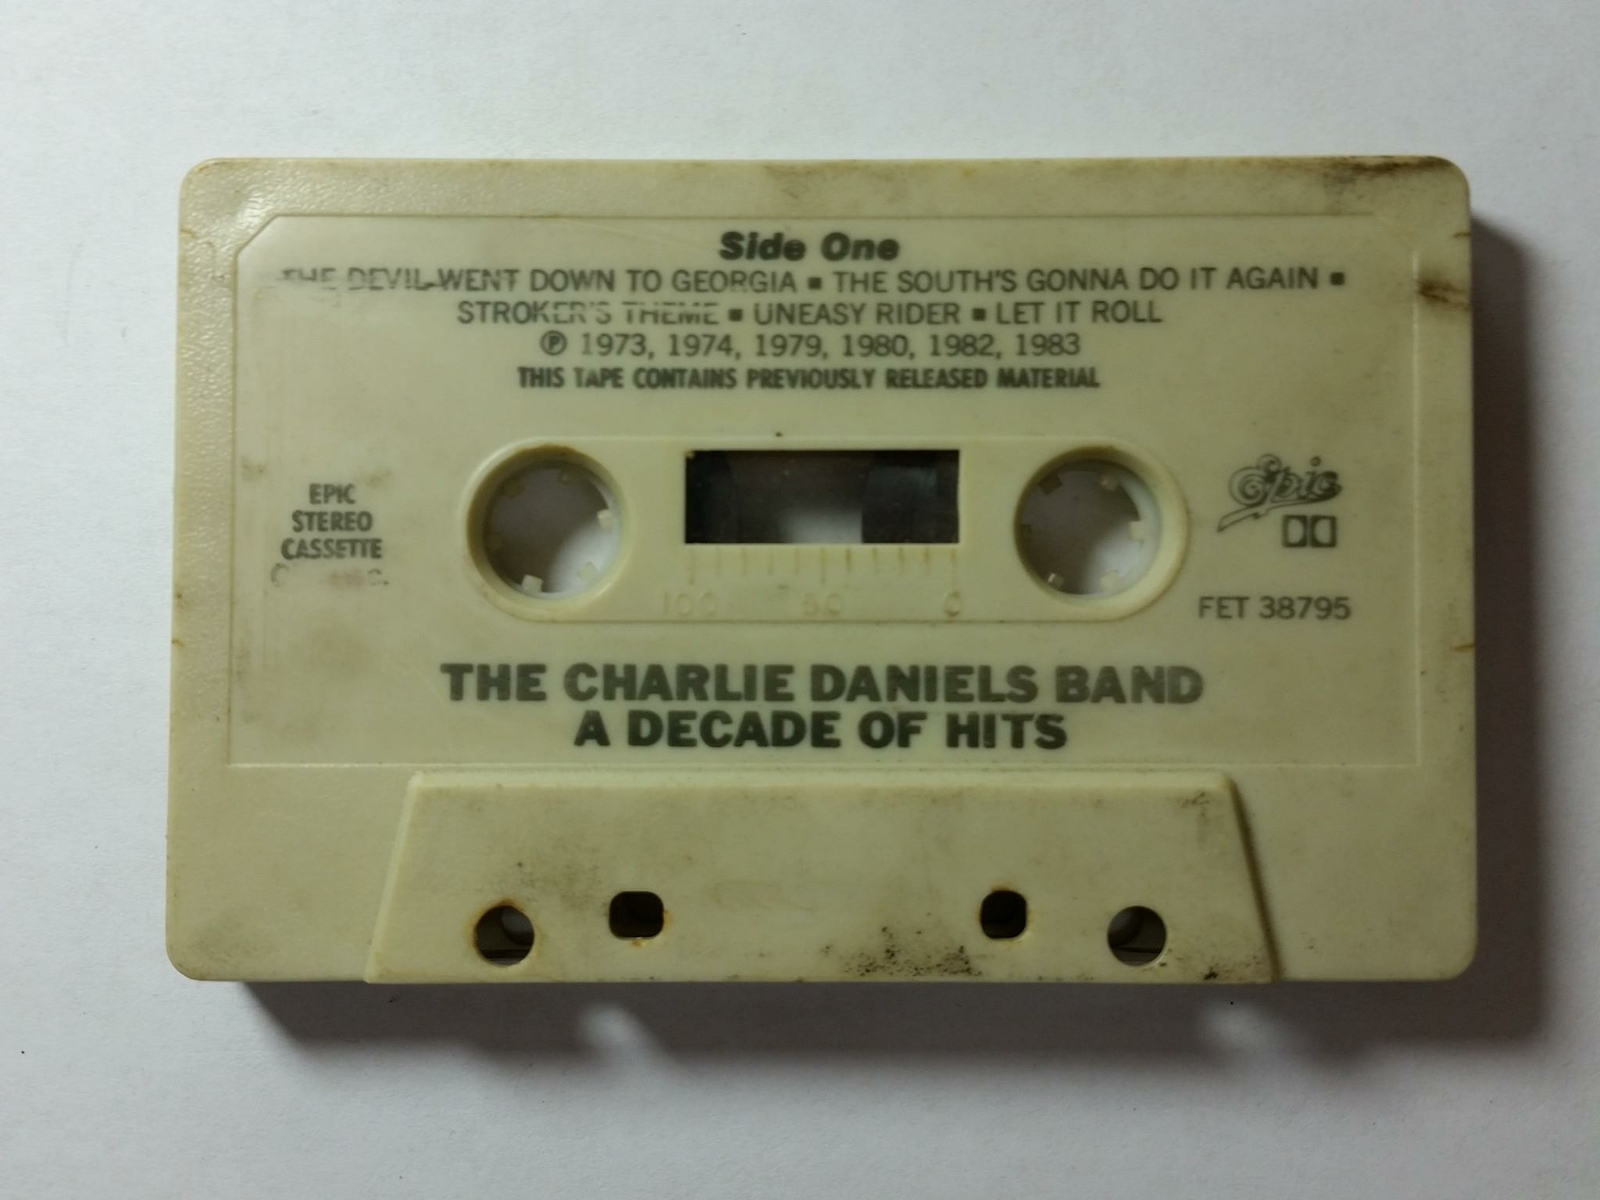 Side One
THE DEVIL WENT DOWN TO GEORGIA ▪ THE SOUTH'S GONNA DO IT AGAIN ▪
STROKER'S THEME ▪ UNEASY RIDER ▪ LET IT ROLL
℗ 1973, 1974, 1979, 1980, 1982, 1983
THIS TAPE CONTAINS PREVIOUSLY RELEASED MATERIAL
EPIC
STEREO
CASSETTE
Epic
FET 38795
100 50 0
THE CHARLIE DANIELS BAND
A DECADE OF HITS